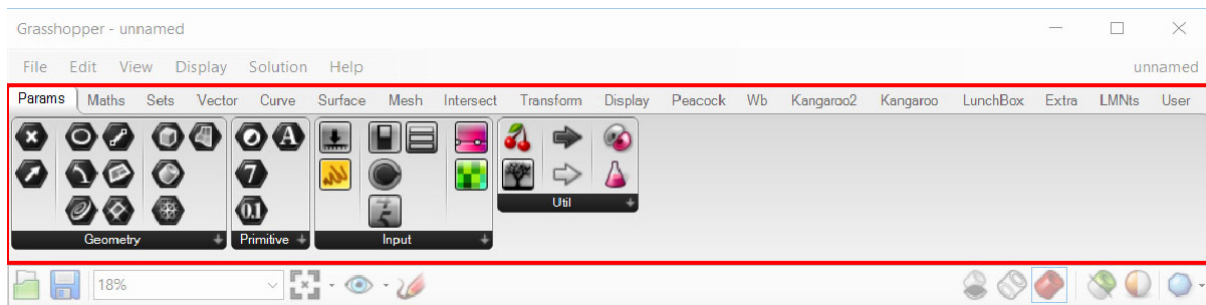 Grasshopper - unnamed
File Edit View Display Solution Help unnamed
Params Maths Sets Vector Curve Surface Mesh Intersect Transform Display Peacock Wb Kangaroo2 Kangaroo LunchBox Extra LMNts User
A
7
0.1
Util
Geometry Primitive Input
18%